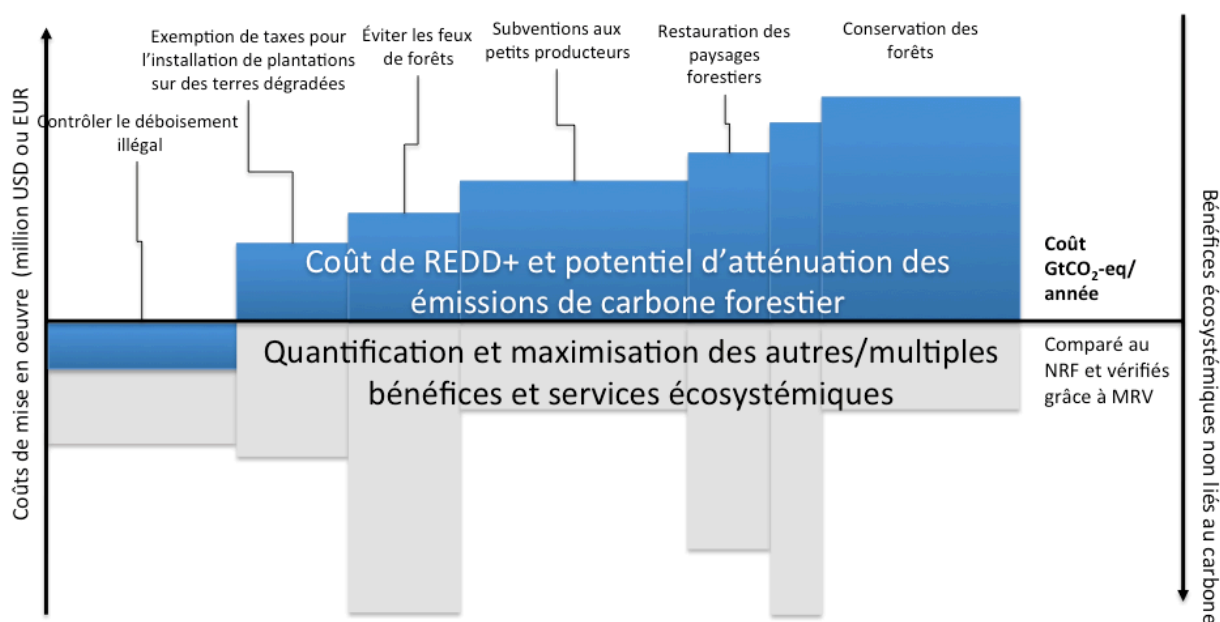 Exemption de taxes pour
l'installation de plantations
sur des terres dégradées
Éviter les feux
de forêts
Subventions aux
petits producteurs
Restauration des
paysages
forestiers
Conservation des
forêts
Contrôler le déboisement
illégal
Coûts de mise en oeuvre (million USD ou EUR
Coût de REDD+ et potentiel d'atténuation des
émissions de carbone forestier
Coût
GtCO₂-eq/
année
Quantification et maximisation des autres/multiples
bénéfices et services écosystémiques
Comparé au
NRF et vérifiés
grâce à MRV
Bénéfices écosystémiques non liés au carbone